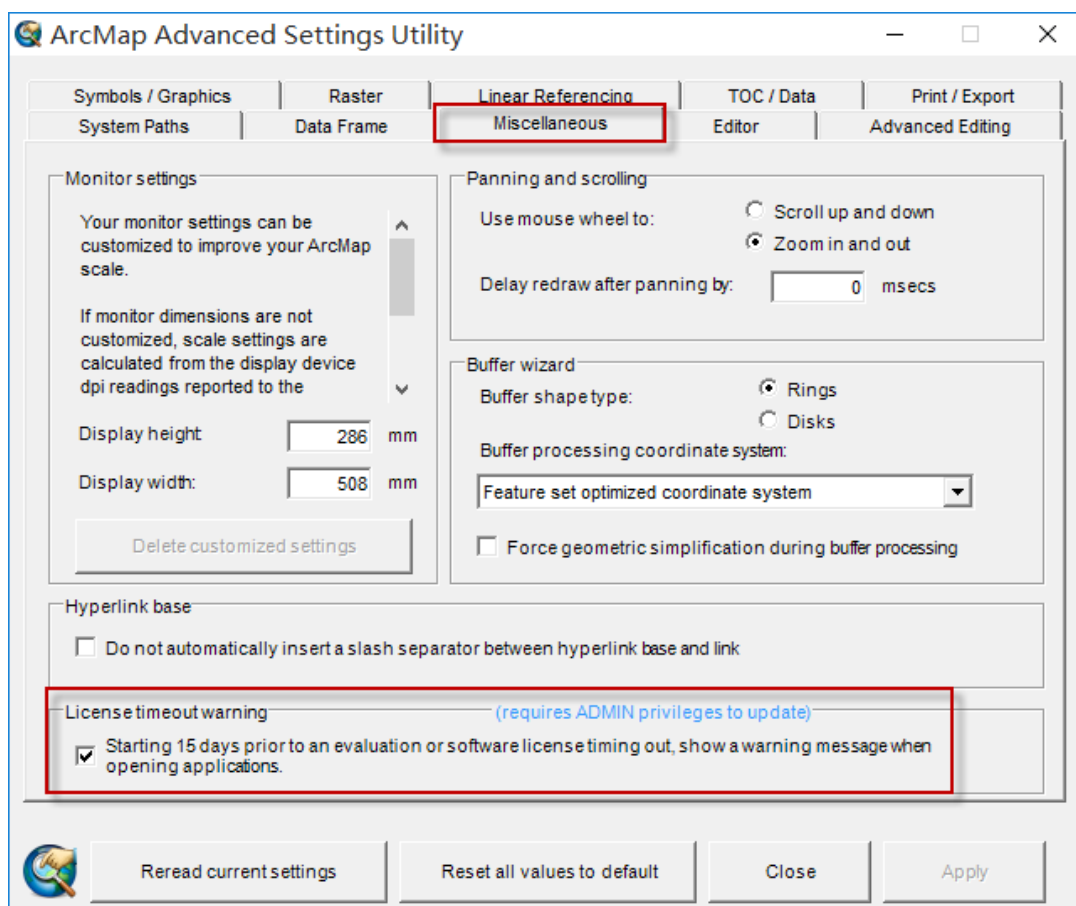 ArcMap Advanced Settings Utility
Symbols / Graphics
Raster
Linear Referencing
TOC / Data
Print / Export
System Paths
Data Frame
Miscellaneous
Editor
Advanced Editing
Monitor settings
Your monitor settings can be
customized to improve your ArcMap
scale.
If monitor dimensions are not
customized, scale settings are
calculated from the display device
dpi readings reported to the
Display height
286 mm
Display width:
508 mm
Delete customized settings
Panning and scrolling
Use mouse wheel to:
Scroll up and down
Zoom in and out
Delay redraw after panning by:
0 msecs
Buffer wizard
Buffer shape type:
Rings
Disks
Buffer processing coordinate system:
Feature set optimized coordinate system
Force geometric simplification during buffer processing
Hyperlink base
Do not automatically insert a slash separator between hyperlink base and link
License timeout warning (requires ADMIN privileges to update)
Starting 15 days prior to an evaluation or software license timing out, show a warning message when
opening applications.
Reread current settings
Reset all values to default
Close
Apply